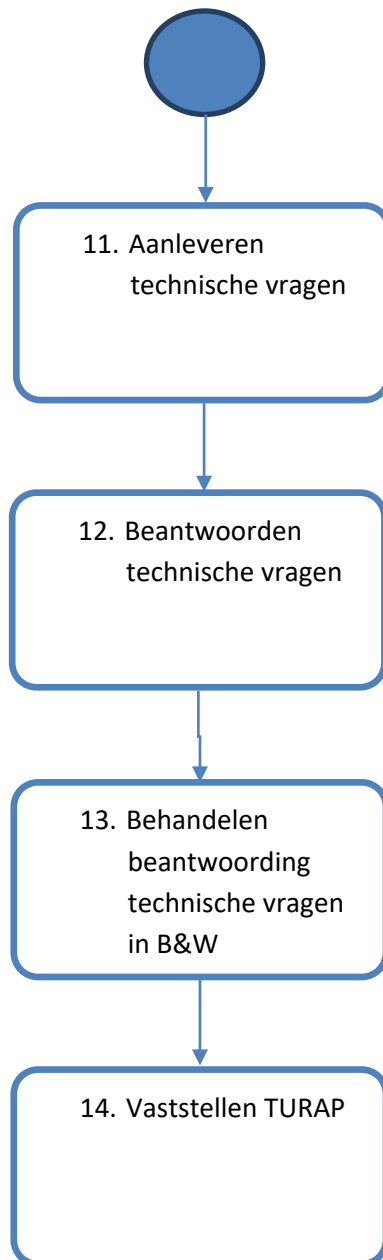 11. Aanleveren
technische vragen
12. Beantwoorden
technische vragen
13. Behandelen
beantwoording
technische vragen
in B&W
14. Vaststellen TURAP